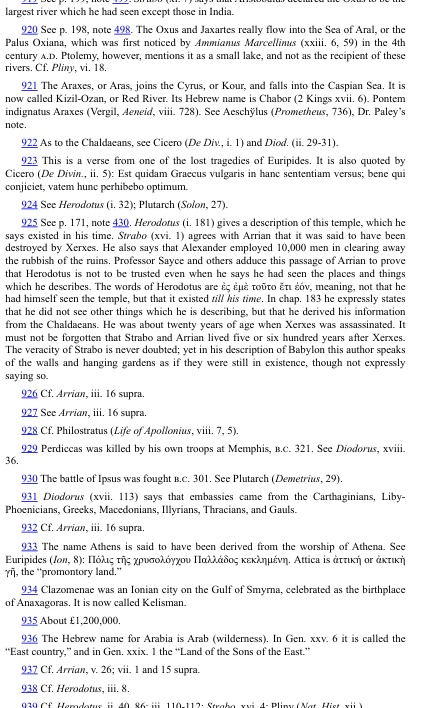 largest river which he had seen except those in India.
920 See p. 198, note 498. The Oxus and Jaxartes really flow into the Sea of Aral, or the
Palus Oxiana, which was first noticed by Ammianus Marcellinus (xxiii. 6, 59) in the 4th
century A.D. Ptolemy, however, mentions it as a small lake, and not as the recipient of these
rivers. Cf. Pliny, vi. 18.
921 The Araxes, or Aras, joins the Cyrus, or Kour, and falls into the Caspian Sea. It is
now called Kizil-Ozan, or Red River. Its Hebrew name is Chabor (2 Kings xvii. 6). Pontem
indignatus Araxes (Vergil, Aeneid, viii. 728). See Aeschÿlus (Prometheus, 736), Dr. Paley's
note.
922 As to the Chaldaeans, see Cicero (De Div., i. 1) and Diod. (ii. 29-31).
923 This is a verse from one of the lost tragedies of Euripides. It is also quoted by
Cicero (De Divin., ii. 5): Est quidam Graecus vulgaris in hanc sententiam versus; bene qui
conjiciet, vatem hunc perhibebo optimum.
924 See Herodotus (i. 32); Plutarch (Solon, 27).
925 See p. 171, note 430. Herodotus (i. 181) gives a description of this temple, which he
says existed in his time. Strabo (xvi. 1) agrees with Arrian that it was said to have been
destroyed by Xerxes. He also says that Alexander employed 10,000 men in clearing away
the rubbish of the ruins. Professor Sayce and others adduce this passage of Arrian to prove
that Herodotus is not to be trusted even when he says he had seen the places and things
which he describes. The words of Herodotus are ἐς ἐμὲ τοῦτο ἔτι ἐόν, meaning, not that he
had himself seen the temple, but that it existed till his time. In chap. 183 he expressly states
that he did not see other things which he is describing, but that he derived his information
from the Chaldaeans. He was about twenty years of age when Xerxes was assassinated. It
must not be forgotten that Strabo and Arrian lived five or six hundred years after Xerxes.
The veracity of Strabo is never doubted; yet in his description of Babylon this author speaks
of the walls and hanging gardens as if they were still in existence, though not expressly
saying so.
926 Cf. Arrian, iii. 16 supra.
927 See Arrian, iii. 16 supra.
928 Cf. Philostratus (Life of Apollonius, viii. 7, 5).
929 Perdiccas was killed by his own troops at Memphis, B.C. 321. See Diodorus, xviii.
36.
930 The battle of Ipsus was fought B.C. 301. See Plutarch (Demetrius, 29).
931 Diodorus (xvii. 113) says that embassies came from the Carthaginians, Liby-
Phoenicians, Greeks, Macedonians, Illyrians, Thracians, and Gauls.
932 Cf. Arrian, iii. 16 supra.
933 The name Athens is said to have been derived from the worship of Athena. See
Euripides (Ion, 8): Πόλις τῆς χρυσολόγχου Παλλάδος κεκλημένη. Attica is ἀττική or ἀκτικὴ
γῆ, the “promontory land.”
934 Clazomenae was an Ionian city on the Gulf of Smyrna, celebrated as the birthplace
of Anaxagoras. It is now called Kelisman.
935 About £1,200,000.
936 The Hebrew name for Arabia is Arab (wilderness). In Gen. xxv. 6 it is called the
“East country,” and in Gen. xxix. 1 the “Land of the Sons of the East.”
937 Cf. Arrian, v. 26; vii. 1 and 15 supra.
938 Cf. Herodotus, iii. 8.
939 Cf. Herodotus, ii. 40, 86; iii. 110-112; Strabo, xvi. 4; Pliny (Nat. Hist. xii.)